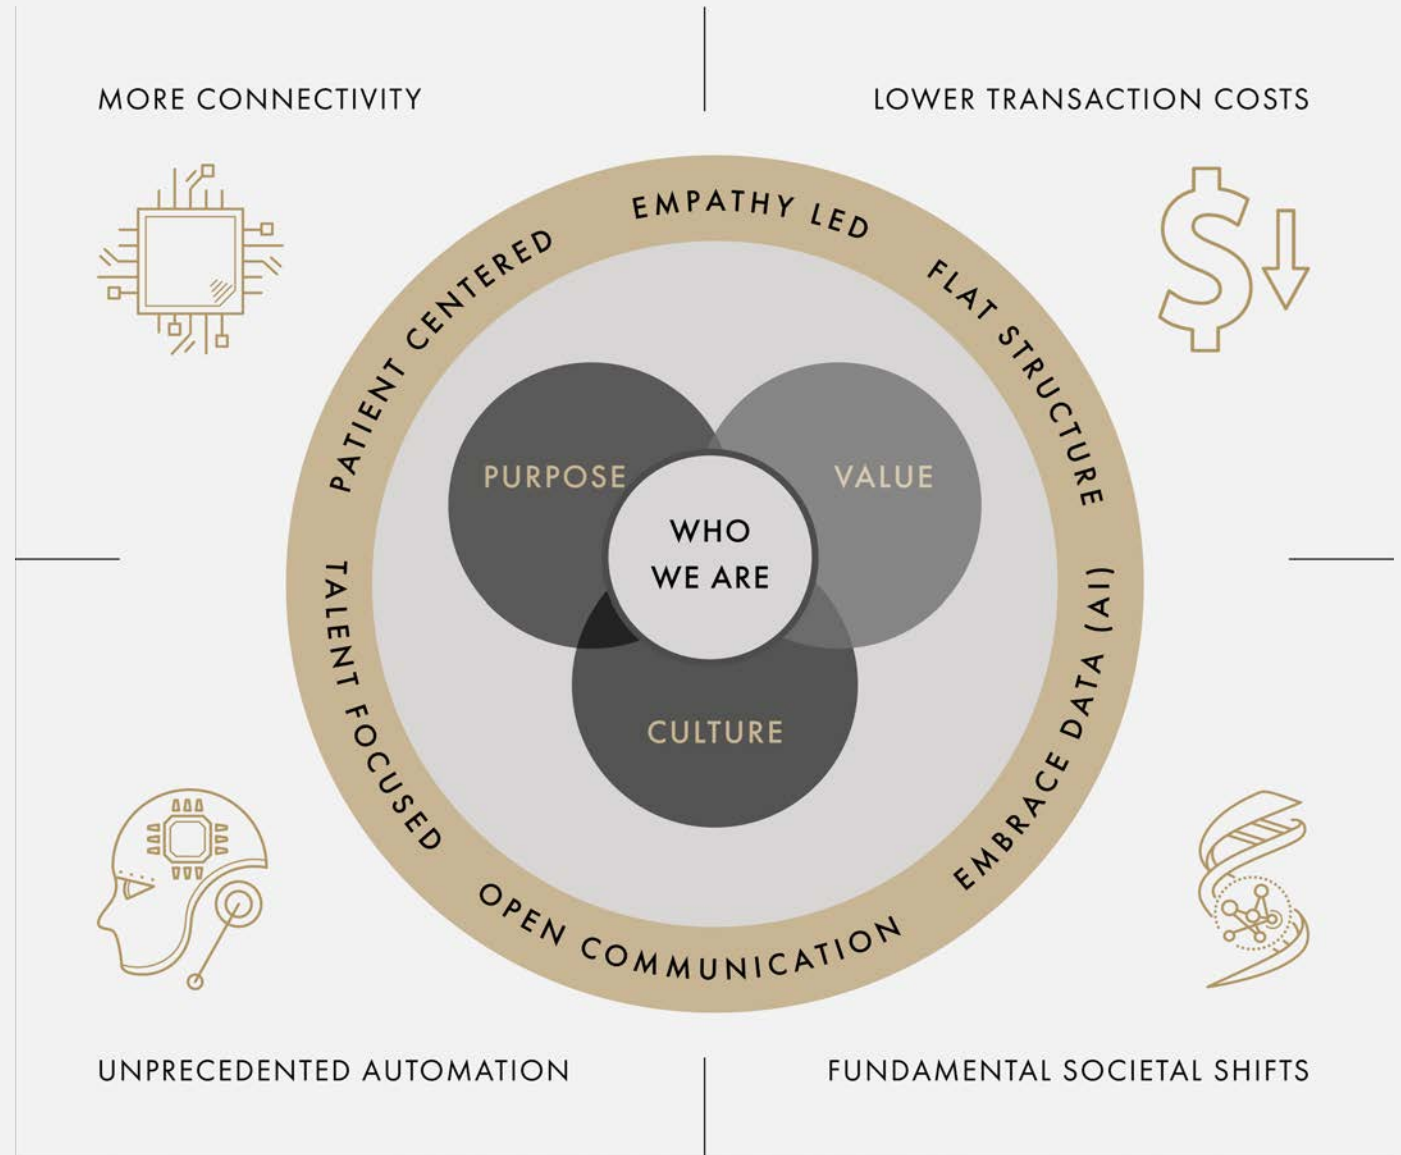 MORE CONNECTIVITY
LOWER TRANSACTION COSTS
PATIENT CENTERED
EMPATHY LED
FLAT STRUCTURE
PURPOSE
VALUE
WHO
WE ARE
CULTURE
TALENT FOCUSED
OPEN COMMUNICATION
EMBRACE DATA (AI)
UNPRECEDENTED AUTOMATION
FUNDAMENTAL SOCIETAL SHIFTS